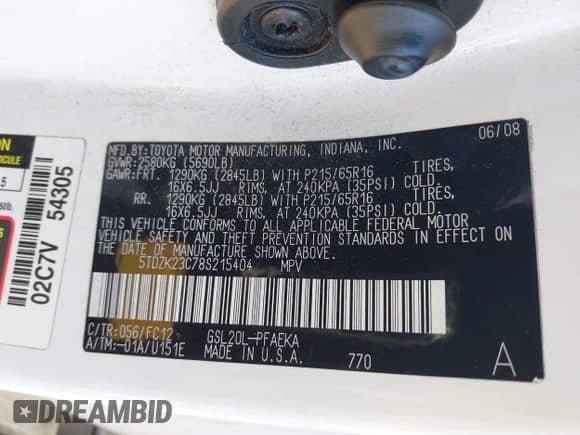 MFD. BY: TOYOTA MOTOR MANUFACTURING, INDIANA, INC. 06/08
GVWR: 2580KG (5690LB)
GAWR: FRT. 1290KG (2845LB) WITH P215/65R16 TIRES,
16X6.5JJ RIMS, AT 240KPA (35PSI) COLD.
RR. 1290KG (2845LB) WITH P215/65R16 TIRES,
16X6.5JJ RIMS, AT 240KPA (35PSI) COLD.
THIS VEHICLE CONFORMS TO ALL APPLICABLE FEDERAL MOTOR
VEHICLE SAFETY AND THEFT PREVENTION STANDARDS IN EFFECT ON
THE DATE OF MANUFACTURE SHOWN ABOVE.
5TDZK23C78S215404 MPV
C/TR: 056/FC12 GSL20L-PFAEKA
A/TM: -01A/U151E MADE IN U.S.A. 770 A
02C7V 54305
DREAMBID